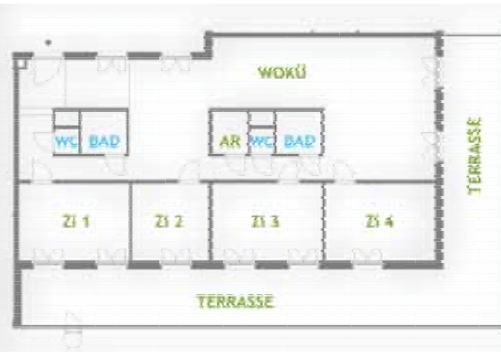 WOKÜ
WC BAD AR WC BAD
TERRASSE
ZI 1 ZI 2 ZI 3 ZI 4
TERRASSE